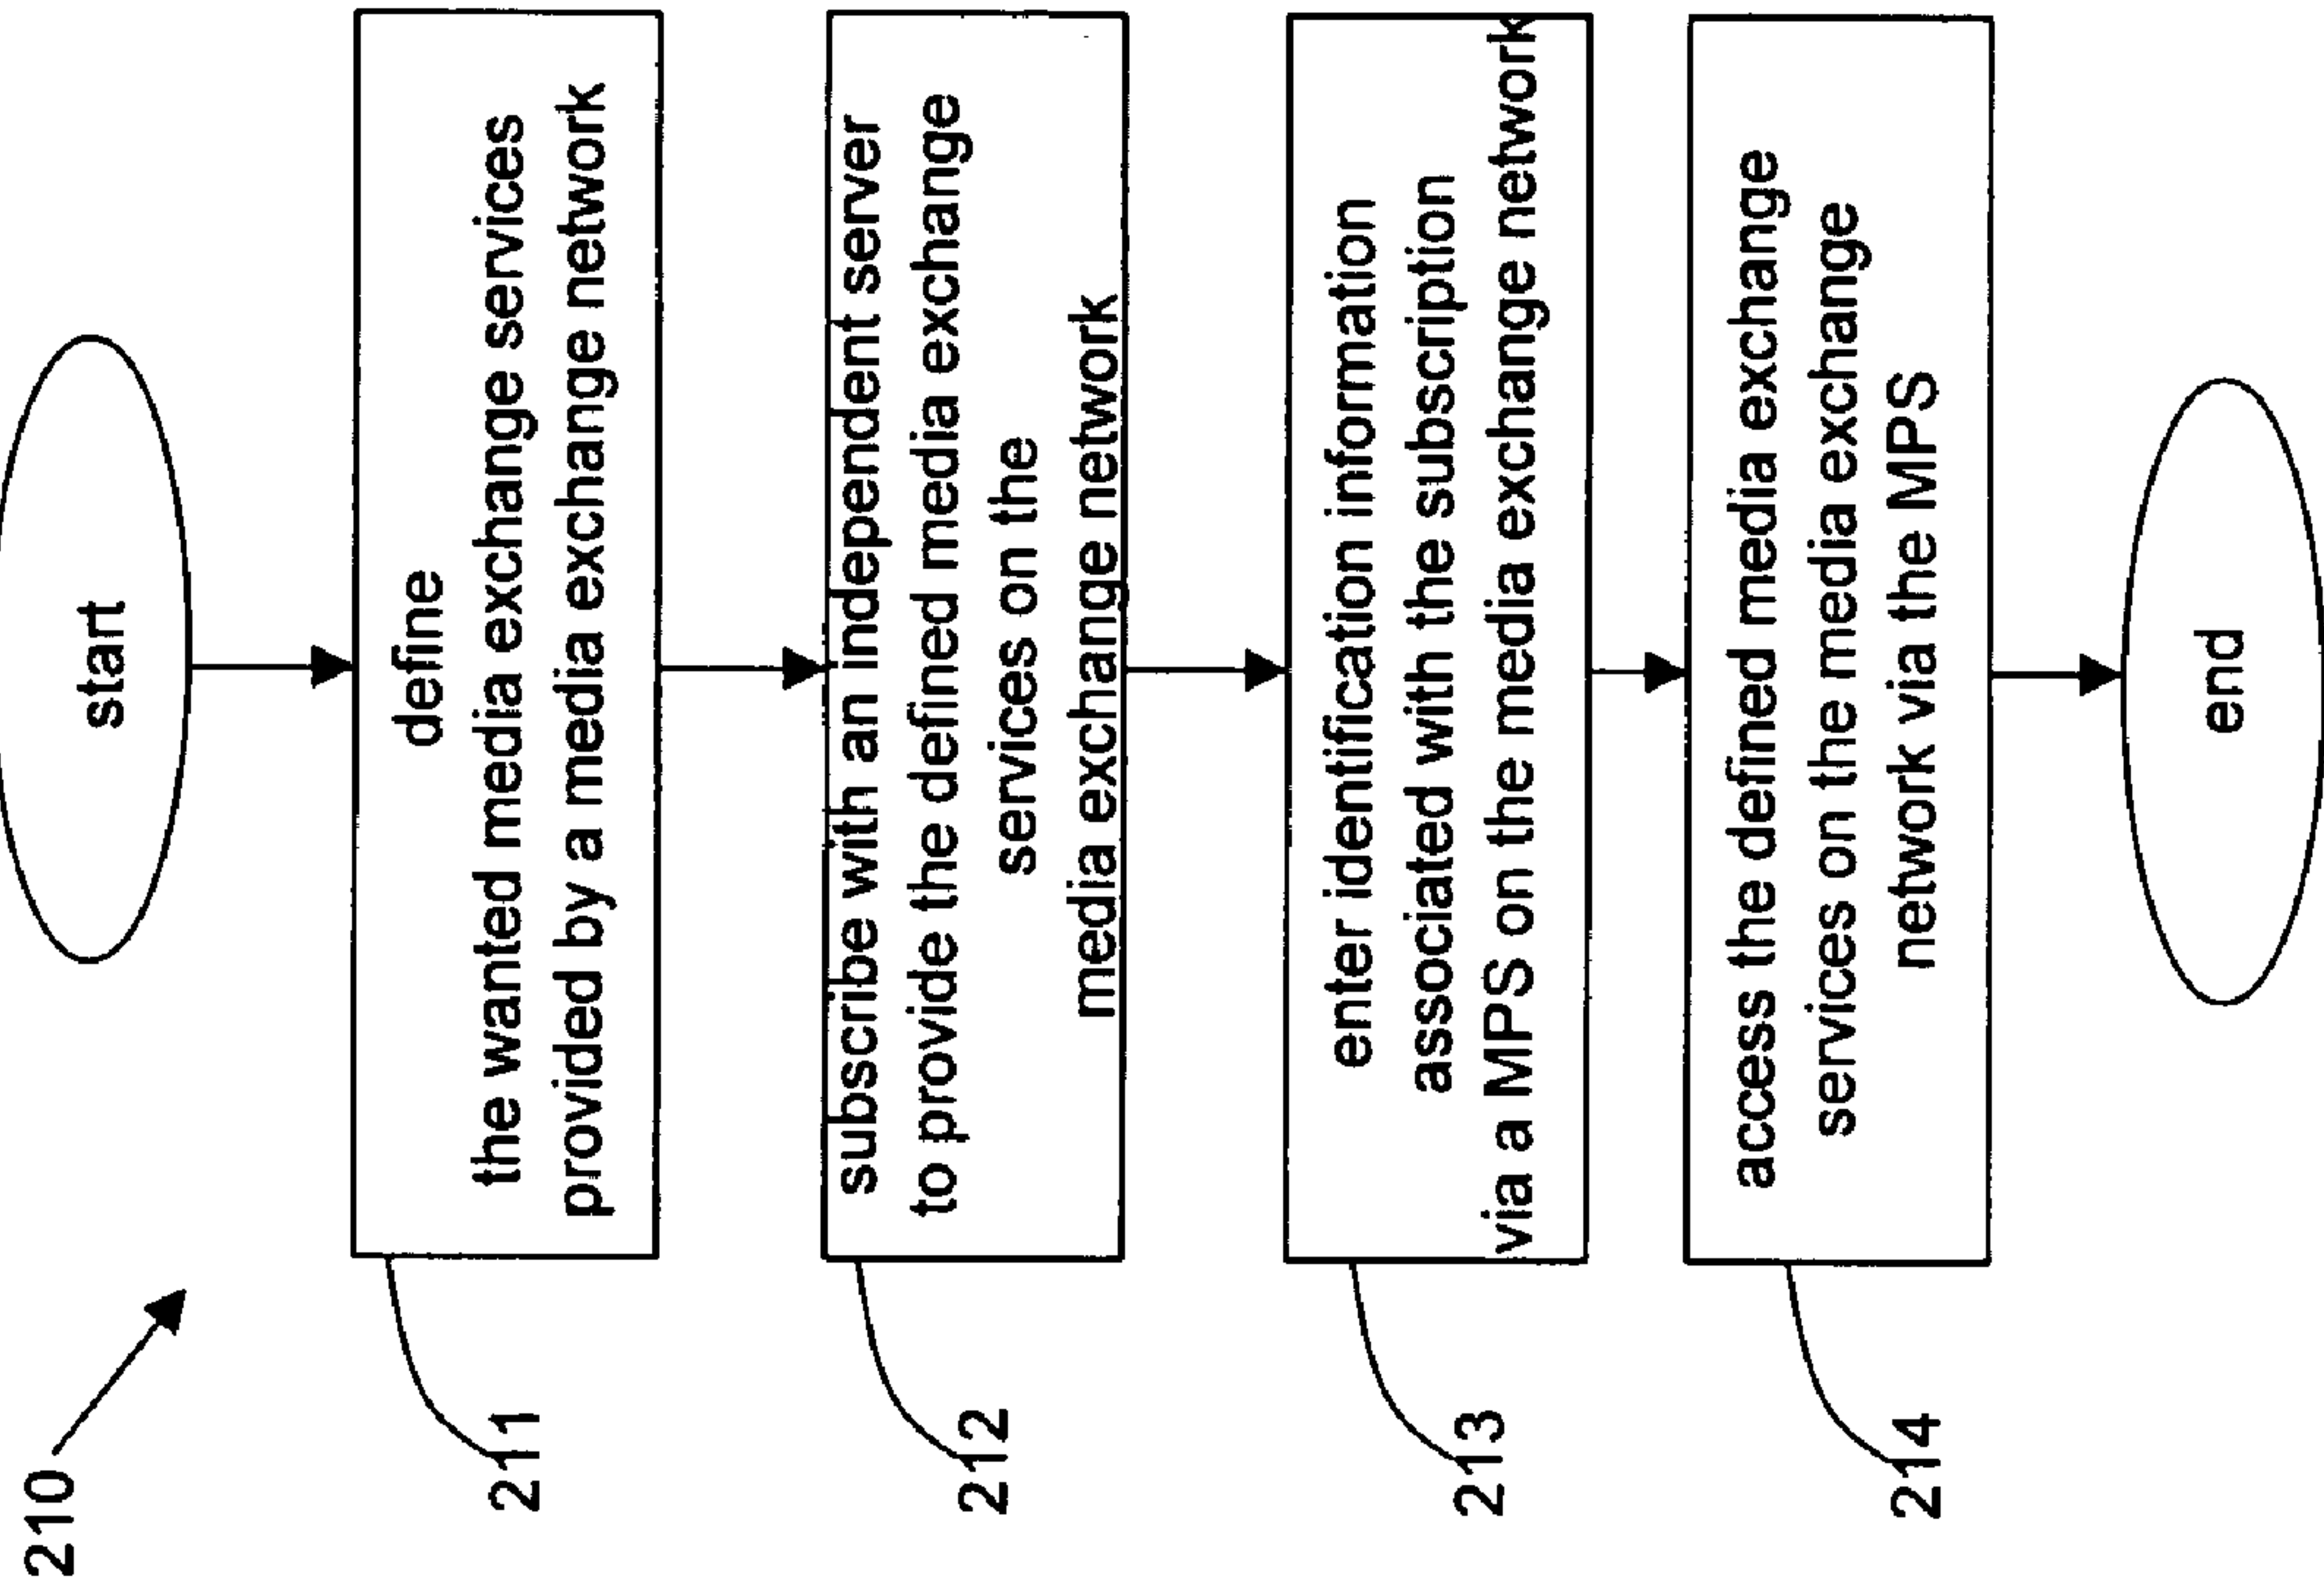 210
start
211
define
the wanted media exchange services
provided by a media exchange network
212
subscribe with an independent server
to provide the defined media exchange
services on the
media exchange network
213
enter identification information
associated with the subscription
via a MPS on the media exchange network
214
access the defined media exchange
services on the media exchange
network via the MPS
end